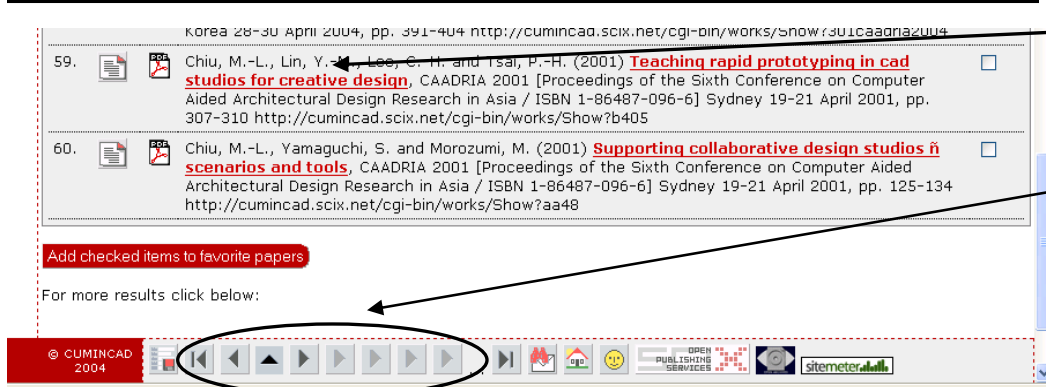 Korea 28-30 April 2004, pp. 391-404 http://cumincad.scix.net/cgi-bin/works/Show?301caadria2004
59. Chiu, M.-L., Lin, Y.-H., Lee, C.-H. and Tsai, P.-H. (2001) Teaching rapid prototyping in cad
studios for creative design, CAADRIA 2001 [Proceedings of the Sixth Conference on Computer
Aided Architectural Design Research in Asia / ISBN 1-86487-096-6] Sydney 19-21 April 2001, pp.
307-310 http://cumincad.scix.net/cgi-bin/works/Show?b405
60. Chiu, M.-L., Yamaguchi, S. and Morozumi, M. (2001) Supporting collaborative design studios ñ
scenarios and tools, CAADRIA 2001 [Proceedings of the Sixth Conference on Computer Aided
Architectural Design Research in Asia / ISBN 1-86487-096-6] Sydney 19-21 April 2001, pp. 125-134
http://cumincad.scix.net/cgi-bin/works/Show?aa48
Add checked items to favorite papers
For more results click below:
© CUMINCAD
2004
OPEN
PUBLISHING
SERVICES
sitemeter